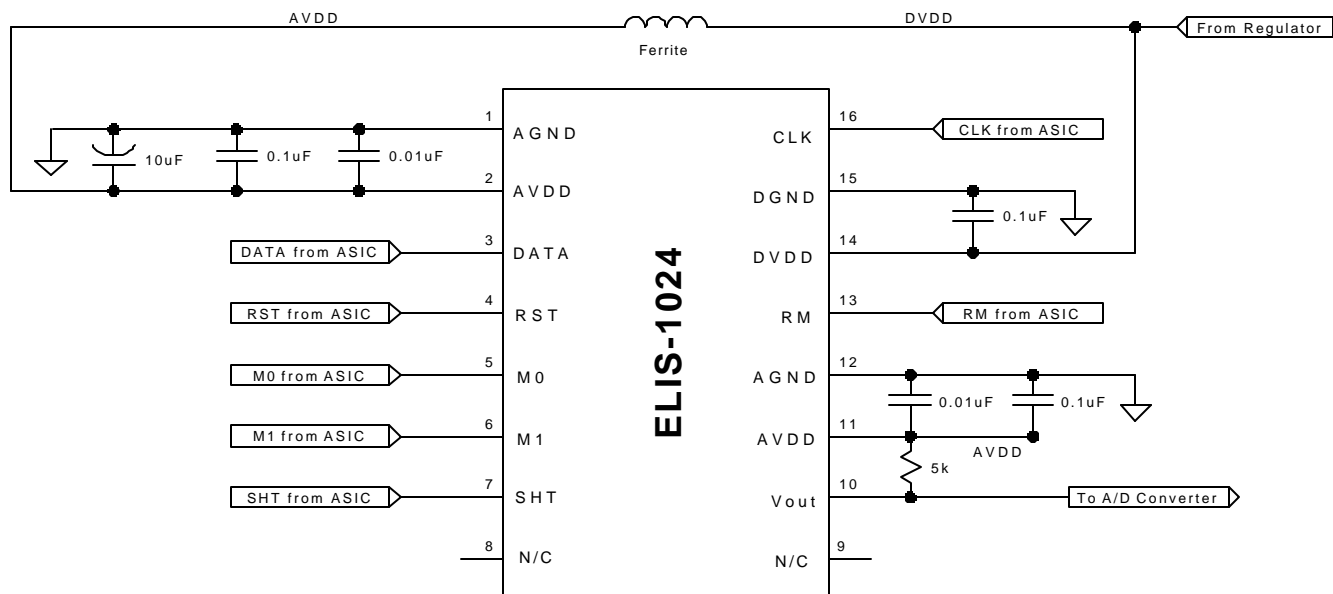 AVDD
DVDD
From Regulator
Ferrite
1
AGND
16
CLK
CLK from ASIC
10uF
0.1uF
0.01uF
2
AVDD
15
DGND
0.1uF
DATA from ASIC
3
DATA
14
DVDD
RST from ASIC
4
RST
13
RM
RM from ASIC
ELIS-1024
M0 from ASIC
5
M0
12
AGND
0.01uF
0.1uF
M1 from ASIC
6
M1
11
AVDD
AVDD
5k
SHT from ASIC
7
SHT
10
Vout
To A/D Converter
8
N/C
9
N/C